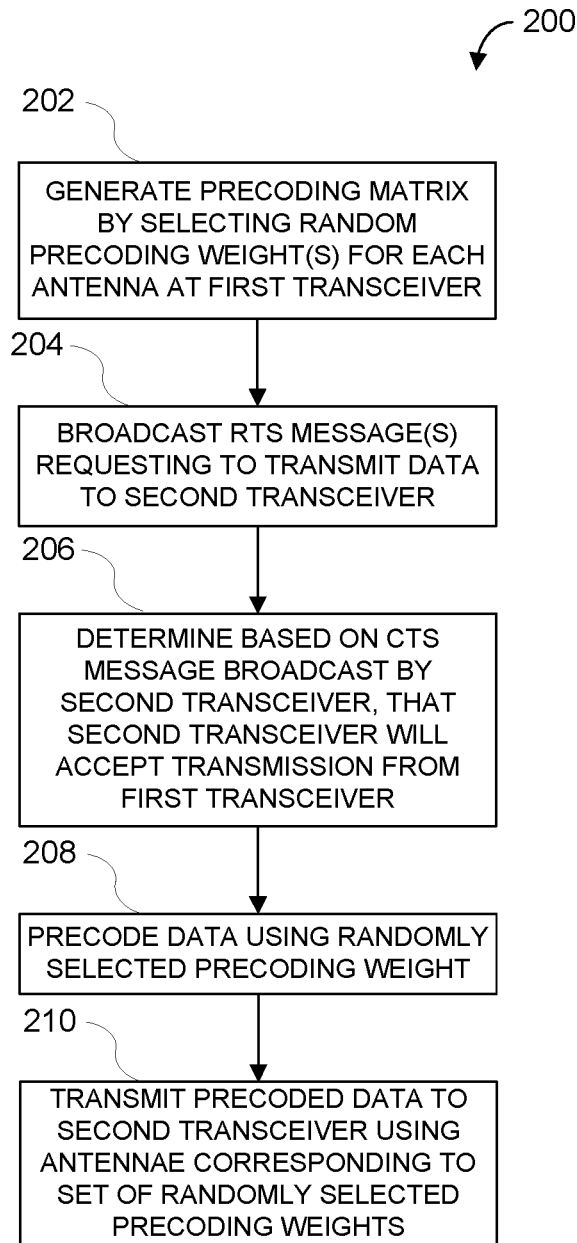 200
202
GENERATE PRECODING MATRIX
BY SELECTING RANDOM
PRECODING WEIGHT(S) FOR EACH
ANTENNA AT FIRST TRANSCEIVER
204
BROADCAST RTS MESSAGE(S)
REQUESTING TO TRANSMIT DATA
TO SECOND TRANSCEIVER
206
DETERMINE BASED ON CTS
MESSAGE BROADCAST BY
SECOND TRANSCEIVER, THAT
SECOND TRANSCEIVER WILL
ACCEPT TRANSMISSION FROM
FIRST TRANSCEIVER
208
PRECODE DATA USING RANDOMLY
SELECTED PRECODING WEIGHT
210
TRANSMIT PRECODED DATA TO
SECOND TRANSCEIVER USING
ANTENNAE CORRESPONDING TO
SET OF RANDOMLY SELECTED
PRECODING WEIGHTS